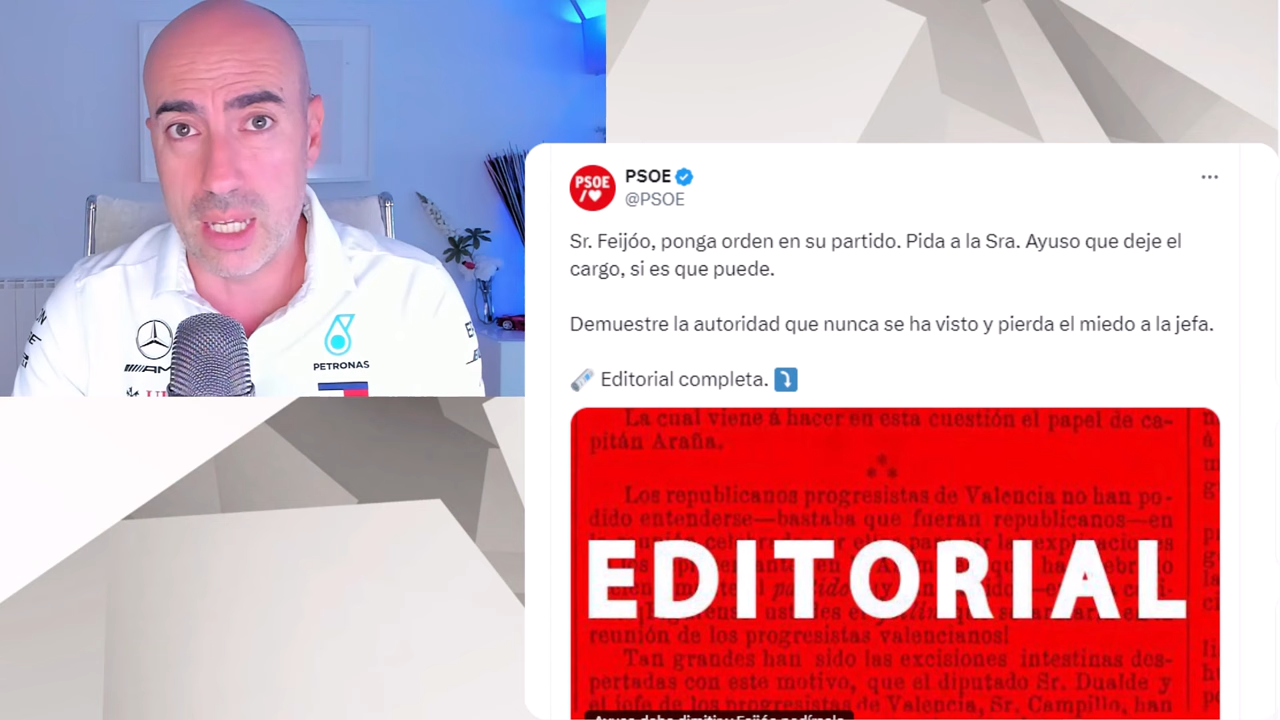 PETRONAS
PSOE
PSOE
@PSOE
Sr. Feijóo, ponga orden en su partido. Pida a la Sra. Ayuso que deje el
cargo, si es que puede.
Demuestre la autoridad que nunca se ha visto y pierda el miedo a la jefa.
Editorial completa.
La cual viene á hacer en esta cuestión el papel de ca-
pitán Araña.
Los republicanos progresistas de Valencia no han po-
dido entenderse—bastaba que fueran republicanos—en
EDITORIAL
reunión de los progresistas valencianos!
Tan grandes han sido las excisiones intestinas des-
pertadas con este motivo, que el diputado Sr. Dualde y
el jefe de los progresistas de Valencia, Sr. Campillo, han
Ayuso debe dimitir y Feijóo pedírselo